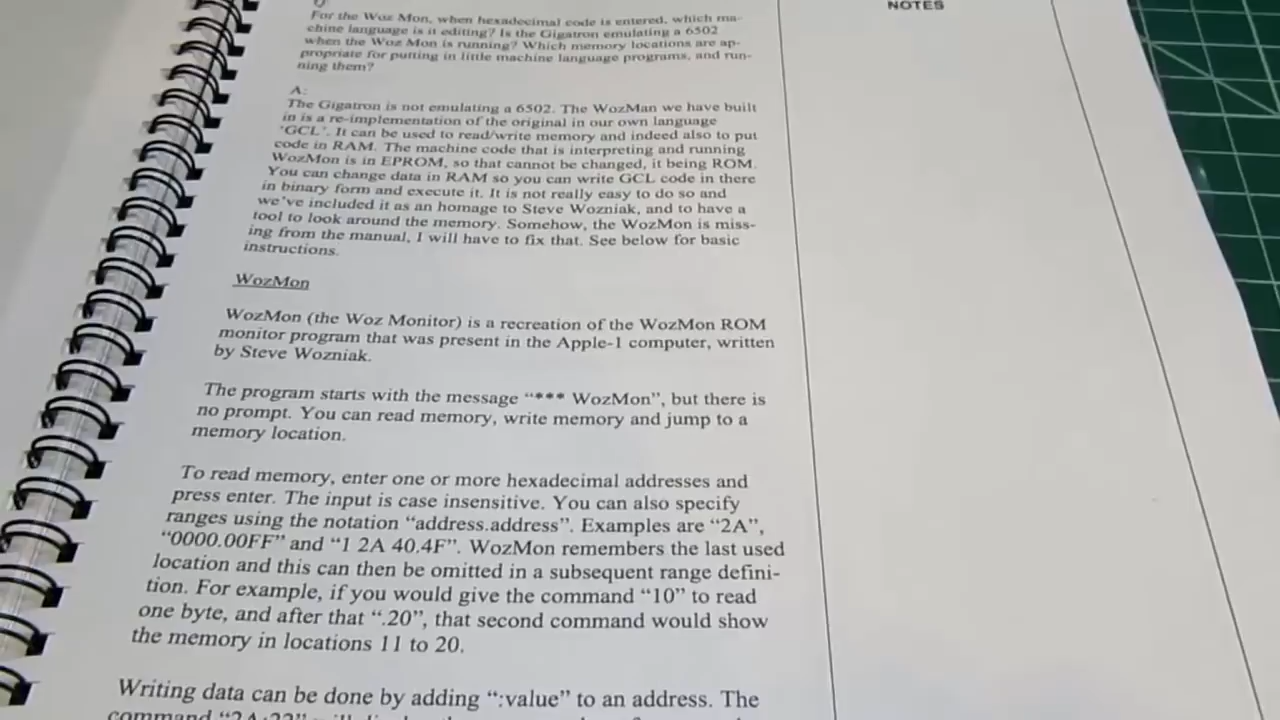 Q
For the Woz Mon, when hexadecimal code is entered, which ma-
chine language is it editing? Is the Gigatron emulating a 6502
when the Woz Mon is running? Which memory locations are ap-
propriate for putting in little machine language programs, and run-
ning them?
A:
The Gigatron is not emulating a 6502. The WozMan we have built
in is a re-implementation of the original in our own language
'GCL'. It can be used to read/write memory and indeed also to put
code in RAM. The machine code that is interpreting and running
WozMon is in EPROM, so that cannot be changed, it being ROM.
You can change data in RAM so you can write GCL code in there
in binary form and execute it. It is not really easy to do so and
we've included it as an homage to Steve Wozniak, and to have a
tool to look around the memory. Somehow, the WozMon is miss-
ing from the manual, I will have to fix that. See below for basic
instructions.
WozMon
WozMon (the Woz Monitor) is a recreation of the WozMon ROM
monitor program that was present in the Apple-1 computer, written
by Steve Wozniak.
The program starts with the message “*** WozMon”, but there is
no prompt. You can read memory, write memory and jump to a
memory location.
To read memory, enter one or more hexadecimal addresses and
press enter. The input is case insensitive. You can also specify
ranges using the notation “address.address”. Examples are “2A”,
“0000.00FF” and “1 2A 40.4F”. WozMon remembers the last used
location and this can then be omitted in a subsequent range defini-
tion. For example, if you would give the command “10” to read
one byte, and after that “.20”, that second command would show
the memory in locations 11 to 20.
Writing data can be done by adding “:value” to an address. The
command
NOTES